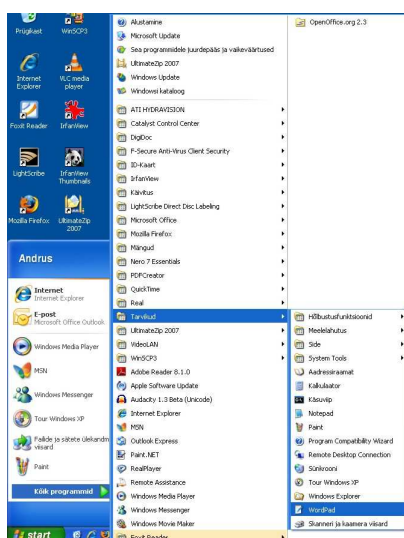 Prügikast
WinSCP3
Internet
Explorer
VLC media
player
Foxit Reader
IrfanView
LightScribe
IrfanView
Thumbnails
Mozilla Firefox
UltimateZip
2007
Andrus
Internet
Internet Explorer
E-post
Microsoft Office Outlook
Windows Media Player
MSN
Windows Messenger
Tour Windows XP
Failide ja sätete ülekandm
viisard
Paint
Kõik programmid
start
Alustamine
Microsoft Update
Sea programmidele juurdepääs ja vaikeväärtused
UltimateZip 2007
Windows Update
Windowsi kataloog
ATI HYDRAVISION
Catalyst Control Center
DigiDoc
F-Secure Anti-Virus Client Security
ID-Kaart
IrfanView
Käivitus
LightScribe Direct Disc Labeling
Microsoft Office
Mozilla Firefox
Mängud
Nero 7 Essentials
PDFCreator
QuickTime
Real
Tarvikud
UltimateZip 2007
VideoLAN
WinSCP3
Adobe Reader 8.1.0
Apple Software Update
Audacity 1.3 Beta (Unicode)
Internet Explorer
MSN
Outlook Express
Paint.NET
RealPlayer
Remote Assistance
Windows Media Player
Windows Messenger
Windows Movie Maker
Foxit Reader
OpenOffice.org 2.3
Hõlbustusfunktsioonid
Meelelahutus
Side
System Tools
Aadressiraamat
Kalkulaator
Käsuviip
Notepad
Paint
Program Compatibility Wizard
Remote Desktop Connection
Sünkrooni
Tour Windows XP
Windows Explorer
WordPad
Skanneri ja kaamera viisard